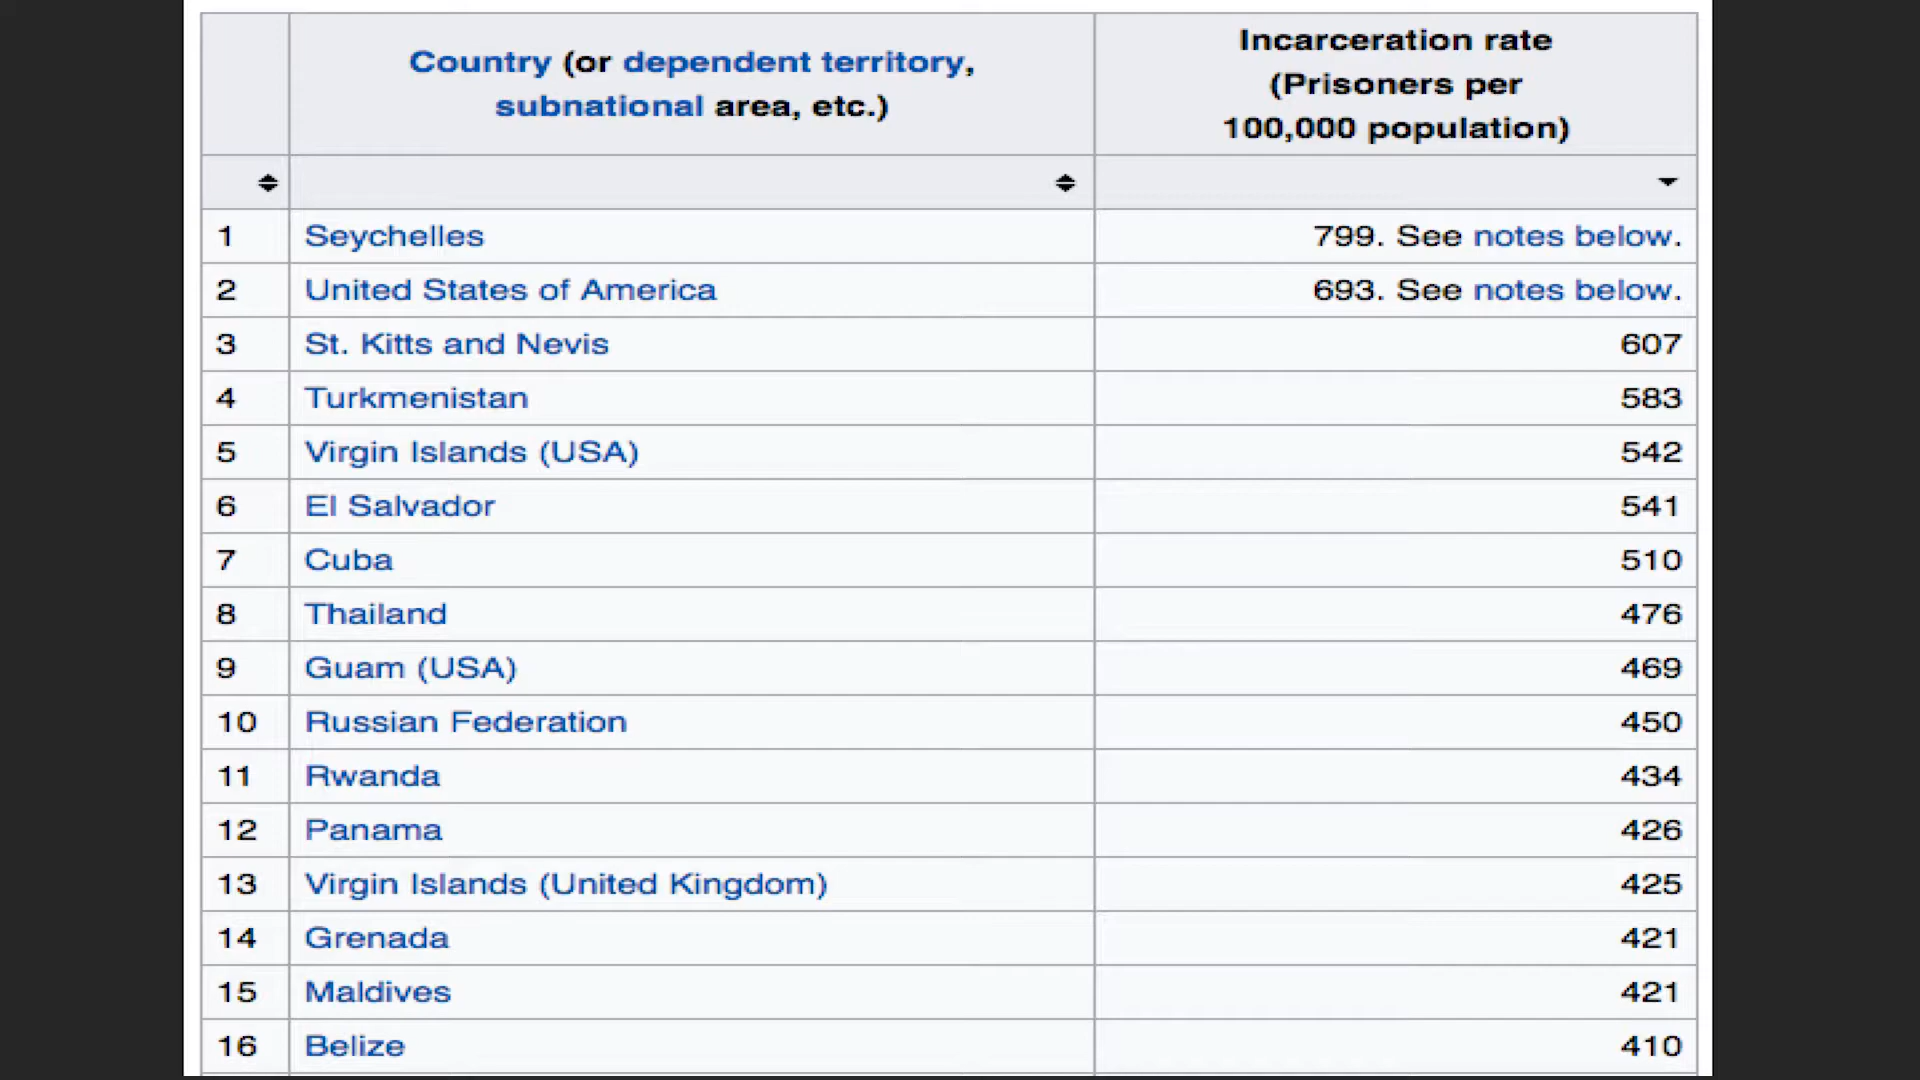 Country (or dependent territory,
subnational area, etc.)
Incarceration rate
(Prisoners per
100,000 population)
1 Seychelles 799. See notes below.
2 United States of America 693. See notes below.
3 St. Kitts and Nevis 607
4 Turkmenistan 583
5 Virgin Islands (USA) 542
6 El Salvador 541
7 Cuba 510
8 Thailand 476
9 Guam (USA) 469
10 Russian Federation 450
11 Rwanda 434
12 Panama 426
13 Virgin Islands (United Kingdom) 425
14 Grenada 421
15 Maldives 421
16 Belize 410